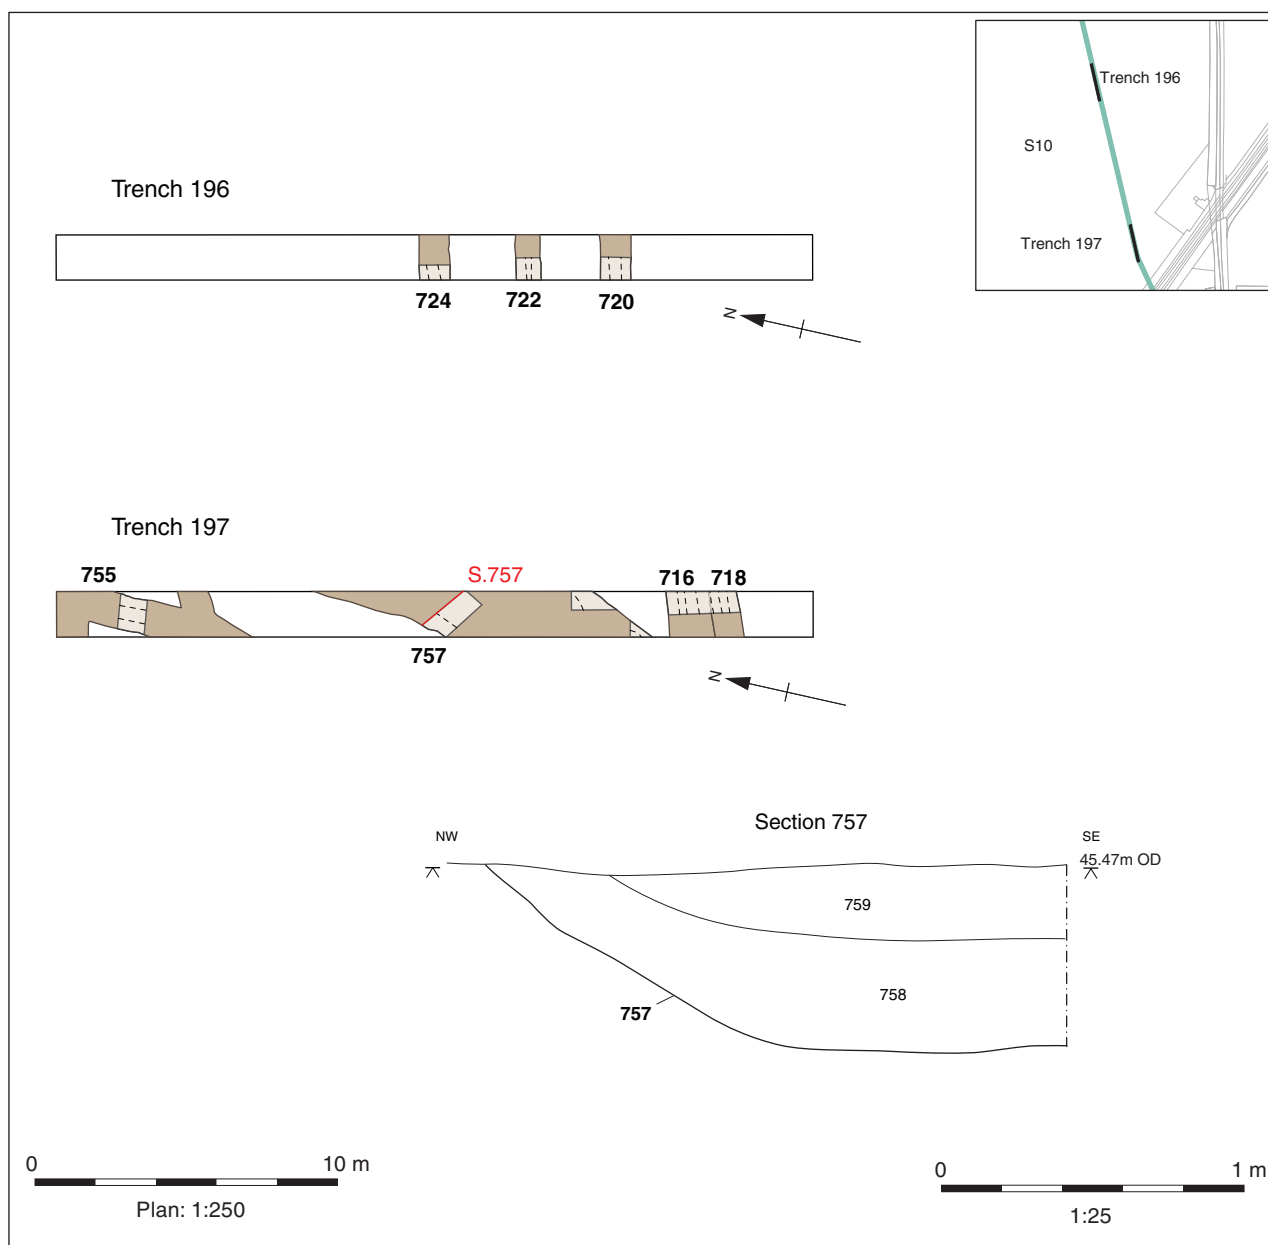 Trench 196
S10
Trench 197
Trench 196
724 722 720
N
Trench 197
755 S.757 716 718
757
N
Section 757
NW SE
45.47m OD
759
758
757
0 10 m
Plan: 1:250
0 1 m
1:25